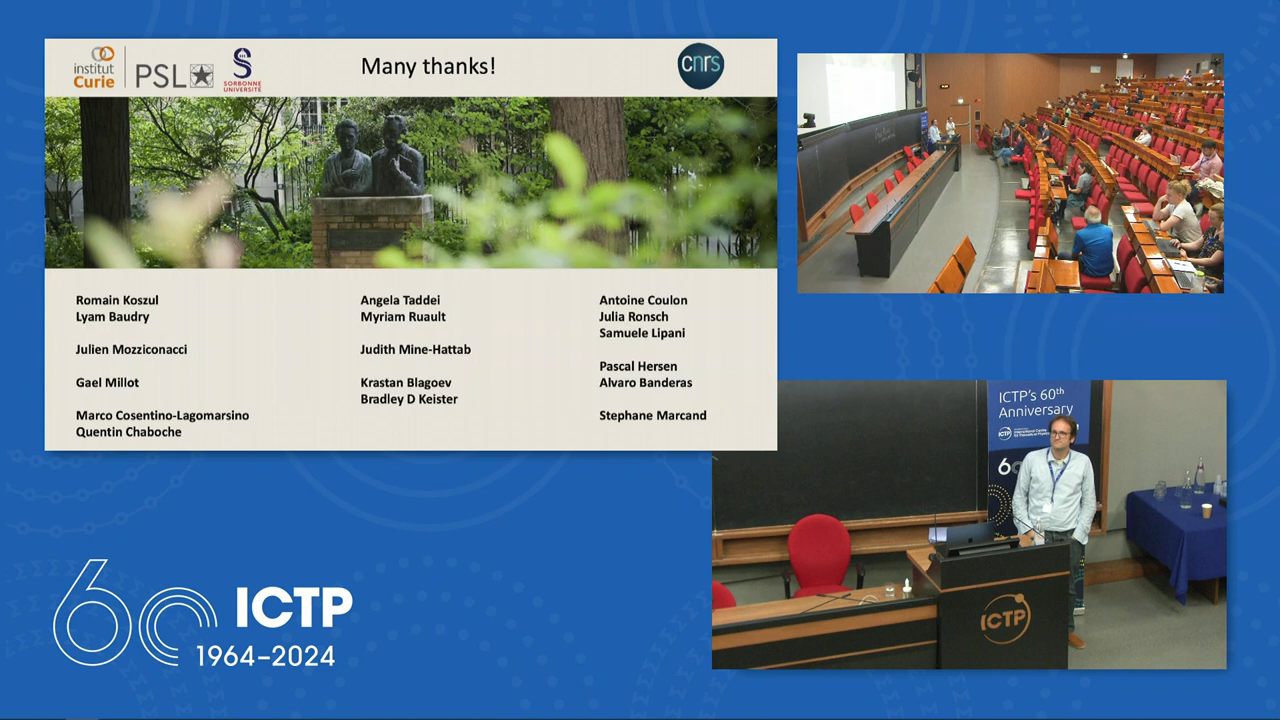 institut
Curie
PSL
S
SORBONNE
UNIVERSITÉ
Many thanks!
cnrs
Romain Koszul
Lyam Baudry
Julien Mozziconacci
Gael Millot
Marco Cosentino-Lagomarsino
Quentin Chaboche
Angela Taddei
Myriam Ruault
Judith Mine-Hattab
Krastan Blagoev
Bradley D Keister
Antoine Coulon
Julia Ronsch
Samuele Lipani
Pascal Hersen
Alvaro Banderas
Stephane Marcand
ICTP's 60th
Anniversary
ICTP
60
ICTP
60 ICTP
1964–2024